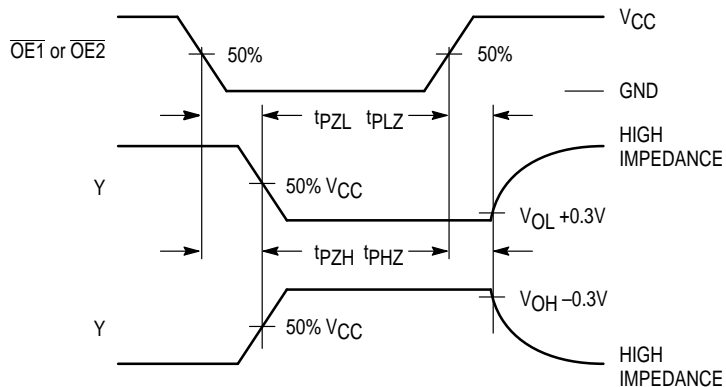 VCC
OE1 or OE2
50%
50%
GND
tPZL tPLZ
HIGH
IMPEDANCE
Y
50% VCC
VOL +0.3V
tPZH tPHZ
VOH –0.3V
Y
50% VCC
HIGH
IMPEDANCE